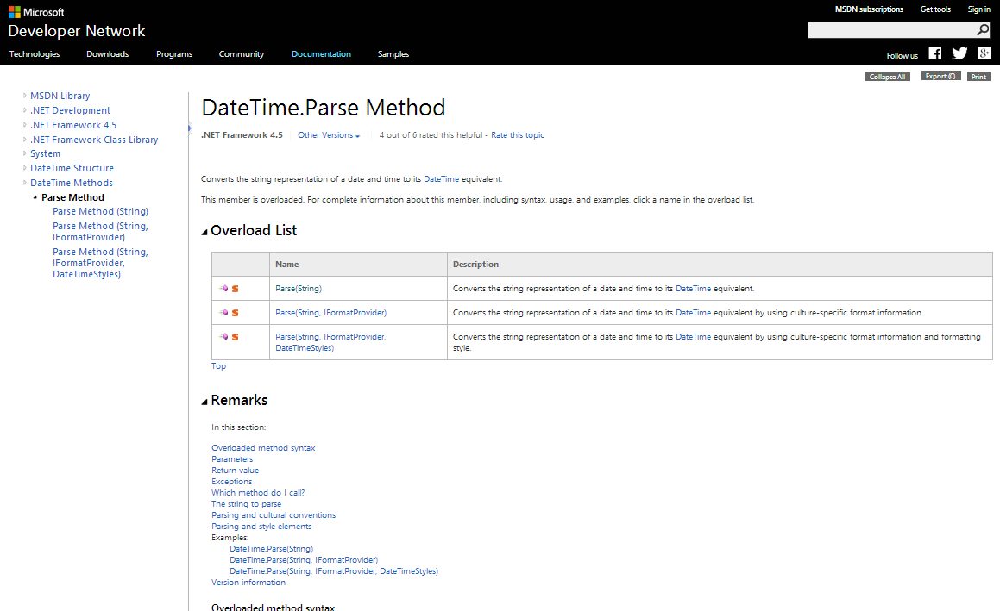 Microsoft
Developer Network
MSDN subscriptions Get tools Sign in
Technologies Downloads Programs Community Documentation Samples
Follow us
Collapse All Export (0) Print
MSDN Library
.NET Development
.NET Framework 4.5
.NET Framework Class Library
System
DateTime Structure
DateTime Methods
Parse Method
Parse Method (String)
Parse Method (String,
IFormatProvider)
Parse Method (String,
IFormatProvider,
DateTimeStyles)
DateTime.Parse Method
.NET Framework 4.5 Other Versions 4 out of 6 rated this helpful - Rate this topic
Converts the string representation of a date and time to its DateTime equivalent.
This member is overloaded. For complete information about this member, including syntax, usage, and examples, click a name in the overload list.
Overload List
Name Description
S Parse(String) Converts the string representation of a date and time to its DateTime equivalent.
S Parse(String, IFormatProvider) Converts the string representation of a date and time to its DateTime equivalent by using culture-specific format information.
S Parse(String, IFormatProvider, Converts the string representation of a date and time to its DateTime equivalent by using culture-specific format information and formatting
DateTimeStyles) style.
Top
Remarks
In this section:
Overloaded method syntax
Parameters
Return value
Exceptions
Which method do I call?
The string to parse
Parsing and cultural conventions
Parsing and style elements
Examples:
DateTime.Parse(String)
DateTime.Parse(String, IFormatProvider)
DateTime.Parse(String, IFormatProvider, DateTimeStyles)
Version information
Overloaded method syntax